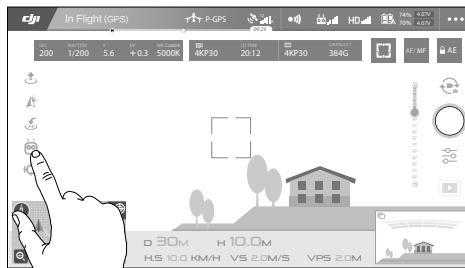 dji In Flight (GPS) P-GPS HD 74% 4.07V
70% 4.07V
09:29
200 1/200 5.6 +0.3 5000K 4KP30 20:12 4KP30 384G AF/ MF AE
D 30M H 10.0M
H.S 10.0 KM/H VS 2.0M/S VPS 2.0M